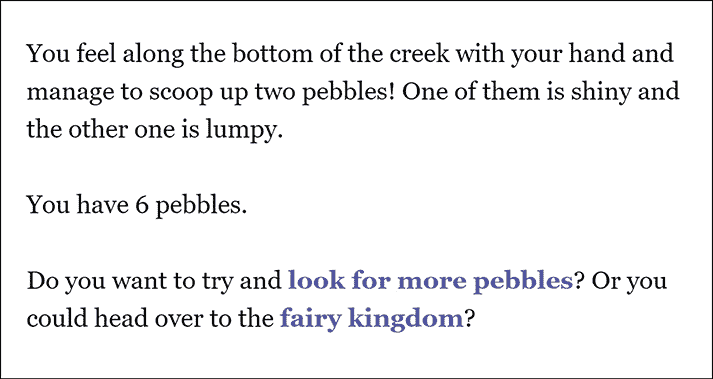 You feel along the bottom of the creek with your hand and
manage to scoop up two pebbles! One of them is shiny and
the other one is lumpy.
You have 6 pebbles.
Do you want to try and look for more pebbles? Or you
could head over to the fairy kingdom?